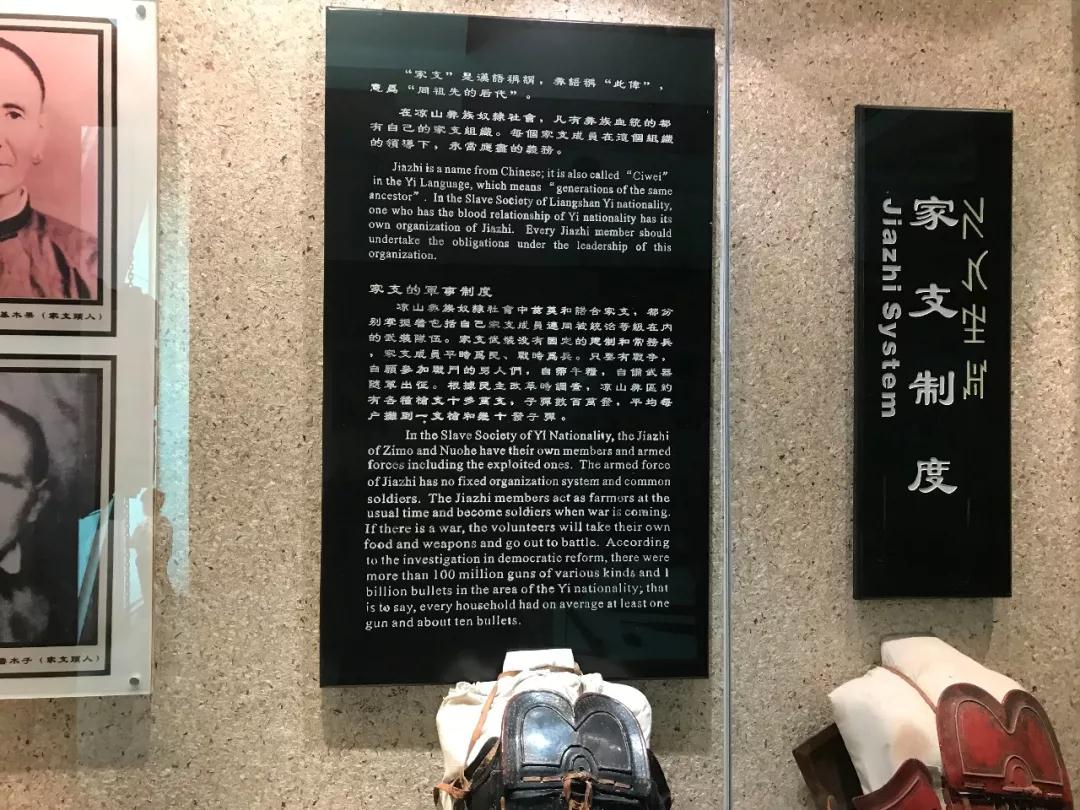 “家支”是漢語稱謂，彝語稱“此偉”，
意爲“同祖先的后代”。
在凉山彝族奴隸社會，凡有彝族血統的都
有自己的家支組織。每個家支成員在這個組織
的領導下，承當應盡的義務。
Jiazhi is a name from Chinese; it is also called “Ciwei”
in the Yi Language, which means “generations of the same
ancestor”. In the Slave Society of Liangshan Yi nationality,
one who has the blood relationship of Yi nationality has its
own organization of Jiazhi. Every Jiazhi member should
undertake the obligations under the leadership of this
organization.
家支的軍事制度
凉山彝族奴隸社會中兹莫和諾合家支，都分
別掌握着包括自己家支成員連同被統治等級在内
的武裝隊伍。家支武裝没有固定的建制和常務兵
，家支成員平時爲民、戰時爲兵。只要有戰争，
自願參加戰鬥的男人們，自帶干糧，自備武器
隨軍出征。根據民主改革時調查，凉山彝區約
有各種槍支十多萬支，子彈數百萬發，平均每
户攤到一支槍和幾十發子彈。
In the Slave Society of YI Nationality, the Jiazhi
of Zimo and Nuohe have their own members and armed
forces including the exploited ones. The armed force
of Jiazhi has no fixed organization system and common
soldiers. The Jiazhi members act as farmors at the
usual time and become soldiers when war is coming.
If there is a war, the volunteers will take their own
food and weapons and go out to battle. According
to the investigation in democratic reform, there were
more than 100 million guns of various kinds and 1
billion bullets in the area of the Yi nationality; that
is to say, every household had on average at least one
gun and about ten bullets.
家支制度
Jiazhi System
基木果（家支頭人）
木子（家支頭人）